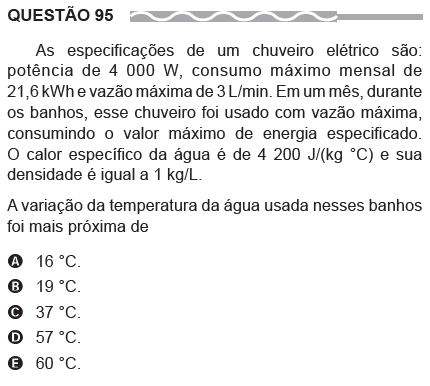 QUESTÃO 95
As especificações de um chuveiro elétrico são:
potência de 4 000 W, consumo máximo mensal de
21,6 kWh e vazão máxima de 3 L/min. Em um mês, durante
os banhos, esse chuveiro foi usado com vazão máxima,
consumindo o valor máximo de energia especificado.
O calor específico da água é de 4 200 J/(kg °C) e sua
densidade é igual a 1 kg/L.
A variação da temperatura da água usada nesses banhos
foi mais próxima de
A 16 °C.
B 19 °C.
C 37 °C.
D 57 °C.
E 60 °C.